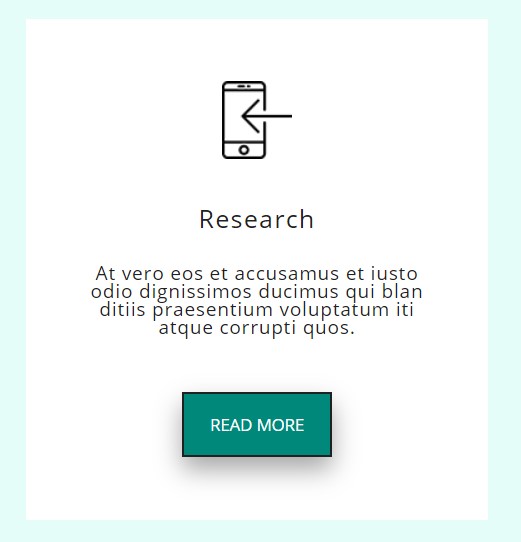 Research
At vero eos et accusamus et iusto
odio dignissimos ducimus qui blan
ditiis praesentium voluptatum iti
atque corrupti quos.
READ MORE